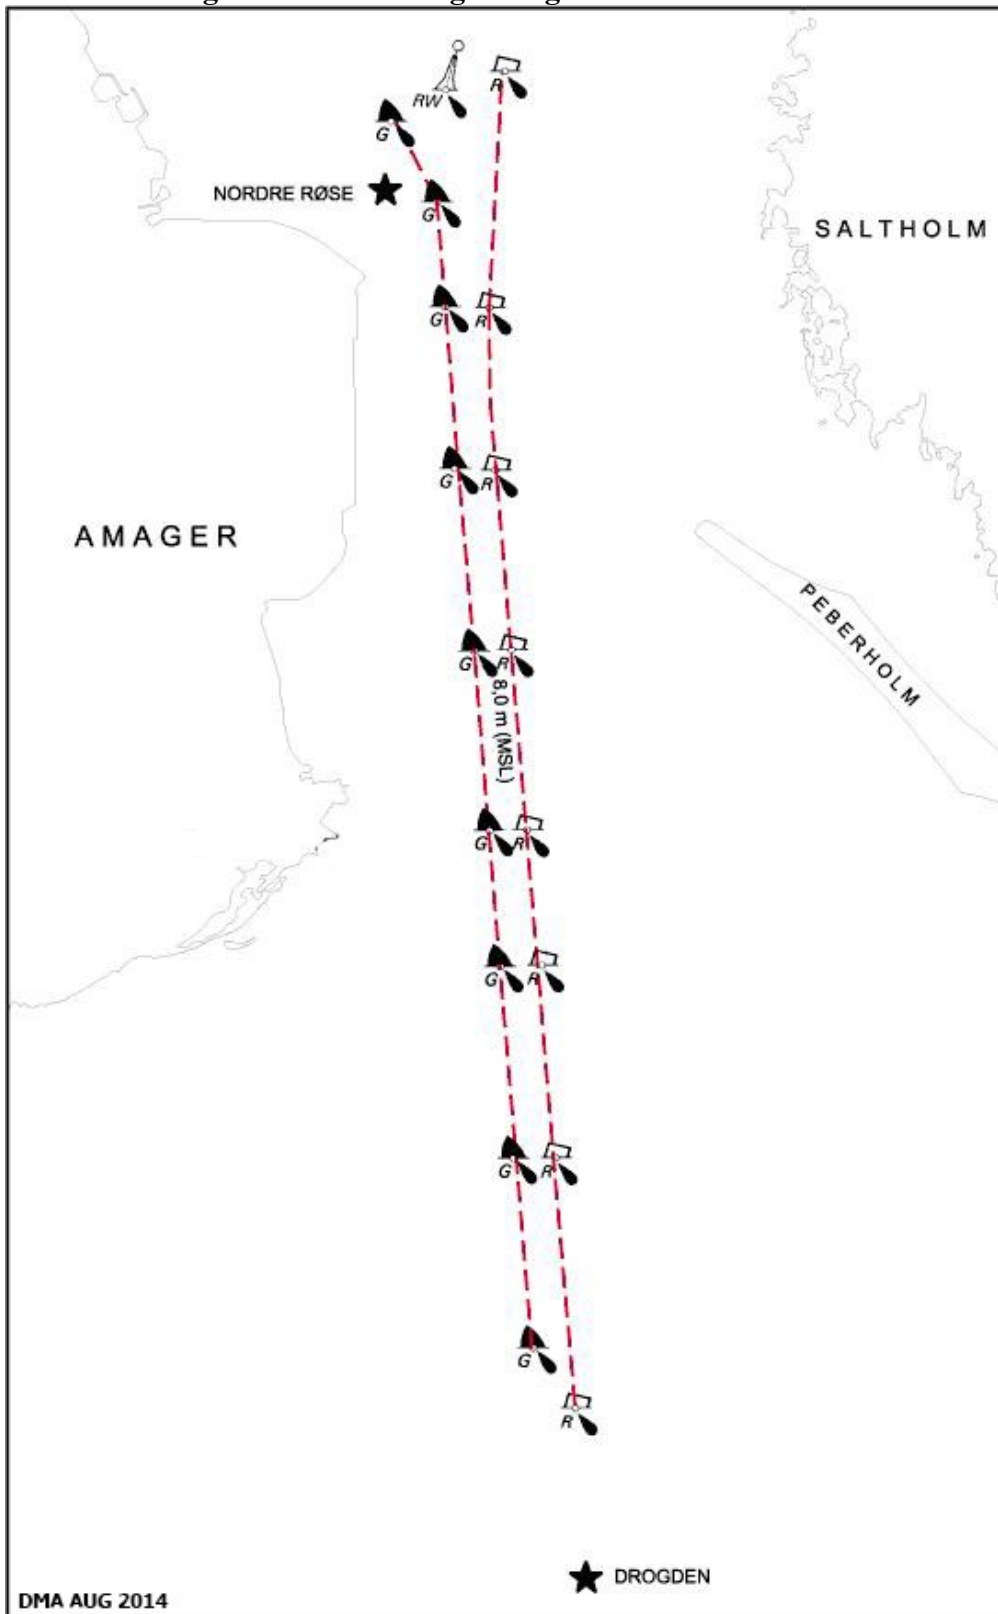 R
RW
G
NORDRE RØSE
G
SALTHOLM
G R
G R
AMAGER
PEBERHOLM
G R
8,0 m (MSL)
G R
G R
G R
G
R
DROGDEN
DMA AUG 2014